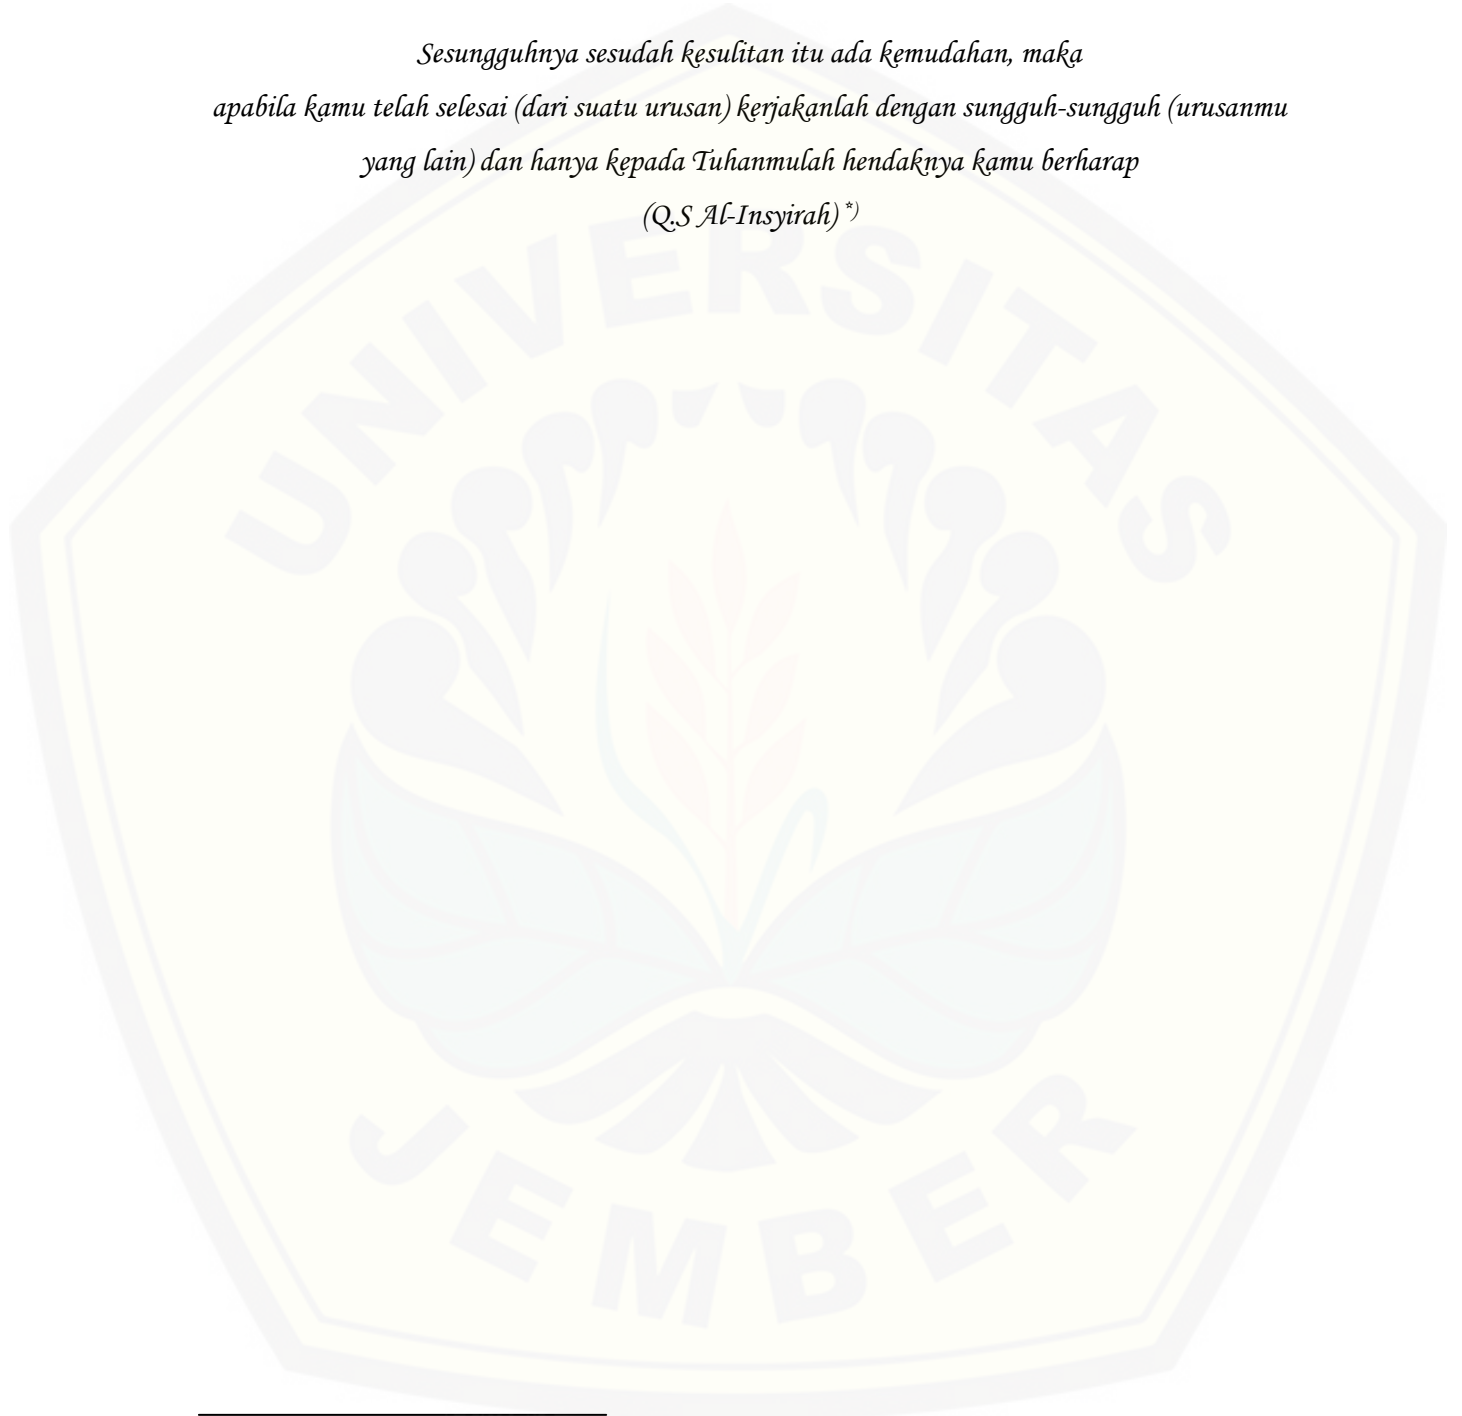 Sesungguhnya sesudah kesulitan itu ada kemudahan, maka
apabila kamu telah selesai (dari suatu urusan) kerjakanlah dengan sungguh-sungguh (urusanmu
yang lain) dan hanya kepada Tuhanmulah hendaknya kamu berharap
(Q.S Al-Insyirah) *)
UNIVERSITAS
JEMBER